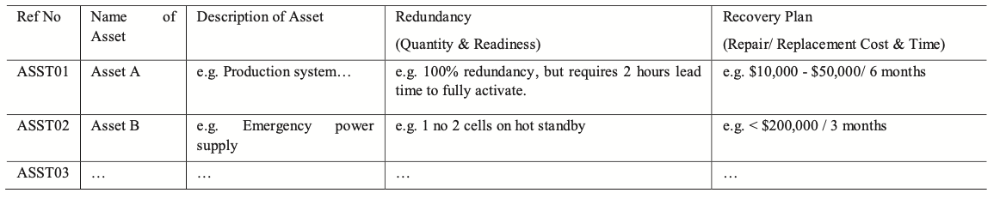 Ref No
Name of
Asset
Description of Asset
Redundancy
(Quantity & Readiness)
Recovery Plan
(Repair/ Replacement Cost & Time)
ASST01
Asset A
e.g. Production system…
e.g. 100% redundancy, but requires 2 hours lead
time to fully activate.
e.g. $10,000 - $50,000/ 6 months
ASST02
Asset B
e.g. Emergency power
supply
e.g. 1 no 2 cells on hot standby
e.g. < $200,000 / 3 months
ASST03
…
…
…
…